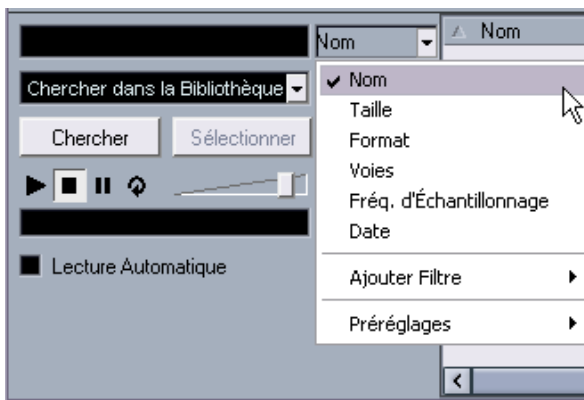 Nom
Nom
Chercher dans la Bibliothèque
Chercher
Sélectionner
Lecture Automatique
Nom
Taille
Format
Voies
Fréq. d'Échantillonnage
Date
Ajouter Filtre
Préréglages